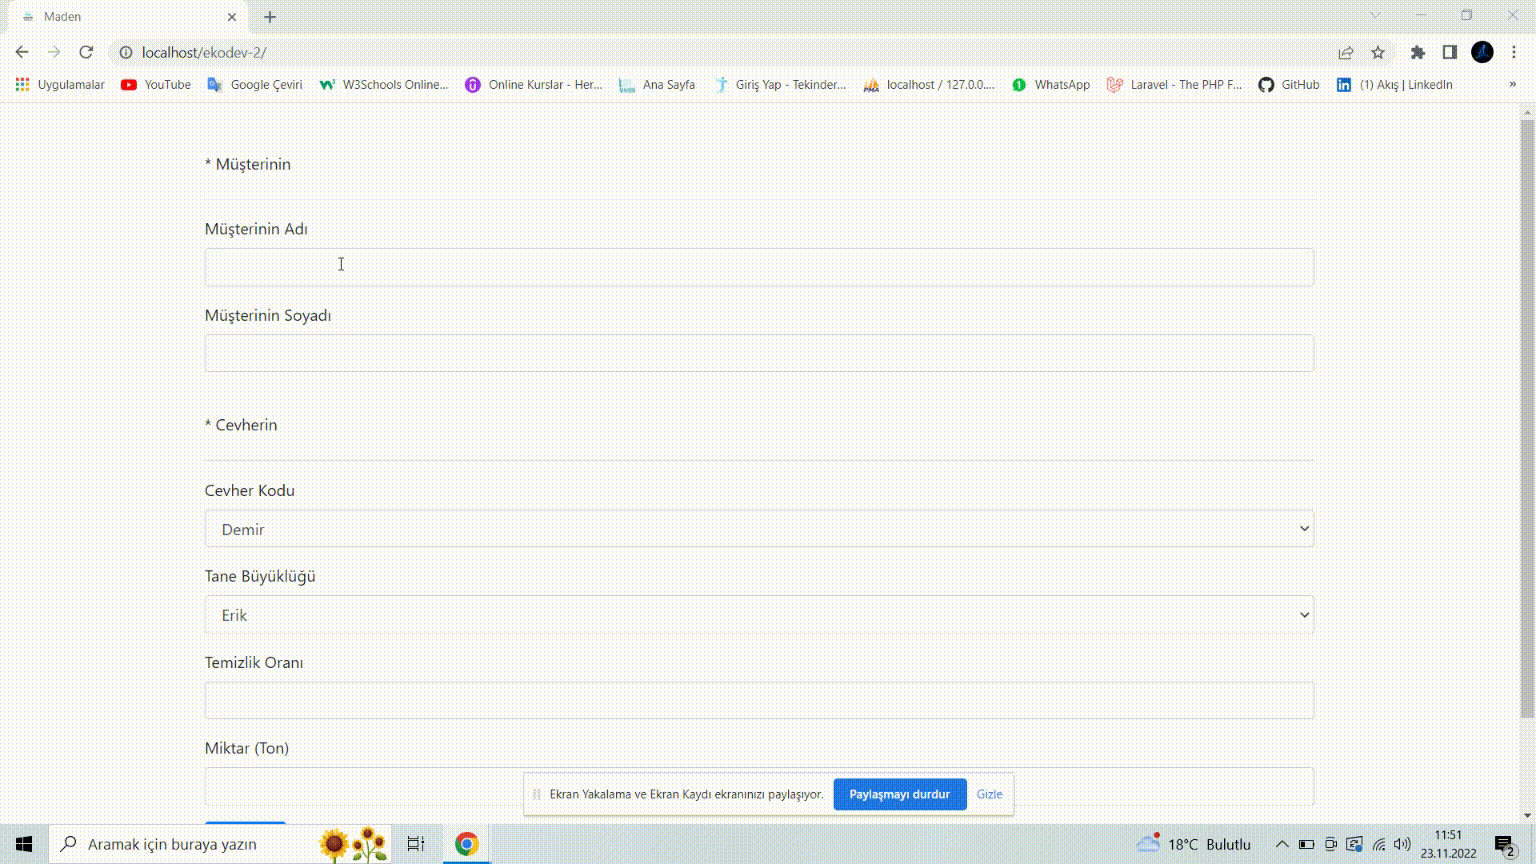 Maden
localhost/ekodev-2/
Uygulamalar YouTube Google Çeviri W3Schools Online... Online Kurslar - Her... Ana Sayfa Giriş Yap - Tekinder... localhost / 127.0.0.... WhatsApp Laravel - The PHP F... GitHub (1) Akış | LinkedIn »
* Müşterinin
Müşterinin Adı
Müşterinin Soyadı
* Cevherin
Cevher Kodu
Demir
Tane Büyüklüğü
Erik
Temizlik Oranı
Miktar (Ton)
Ekran Yakalama ve Ekran Kaydı ekranınızı paylaşıyor. Paylaşmayı durdur Gizle
Aramak için buraya yazın 18°C Bulutlu 11:51
23.11.2022 2